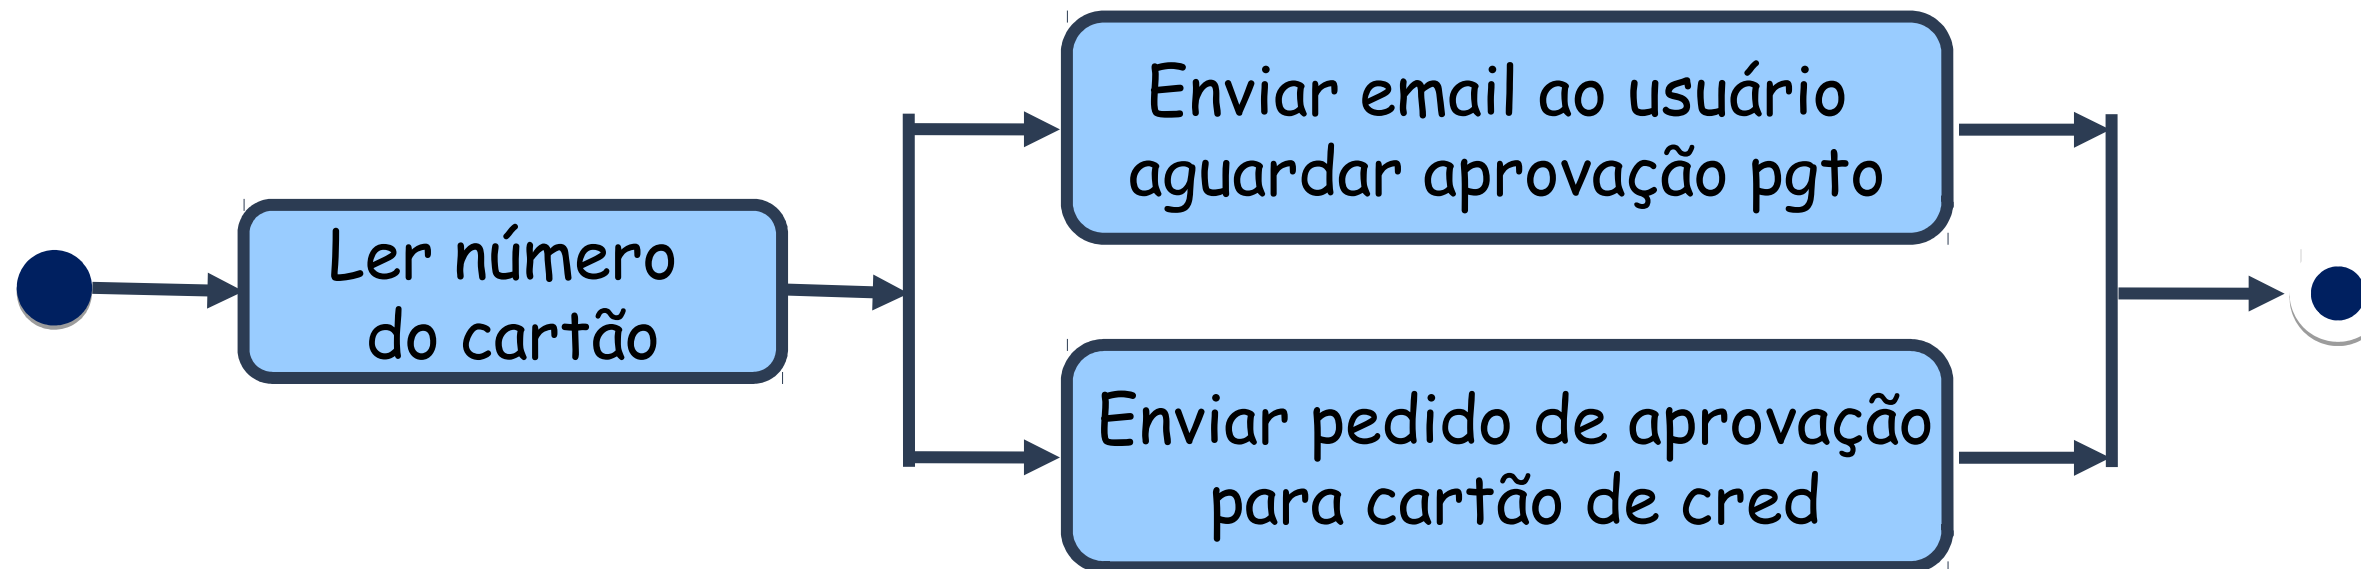 Enviar email ao usuário
aguardar aprovação pgto
Ler número
do cartão
Enviar pedido de aprovação
para cartão de cred